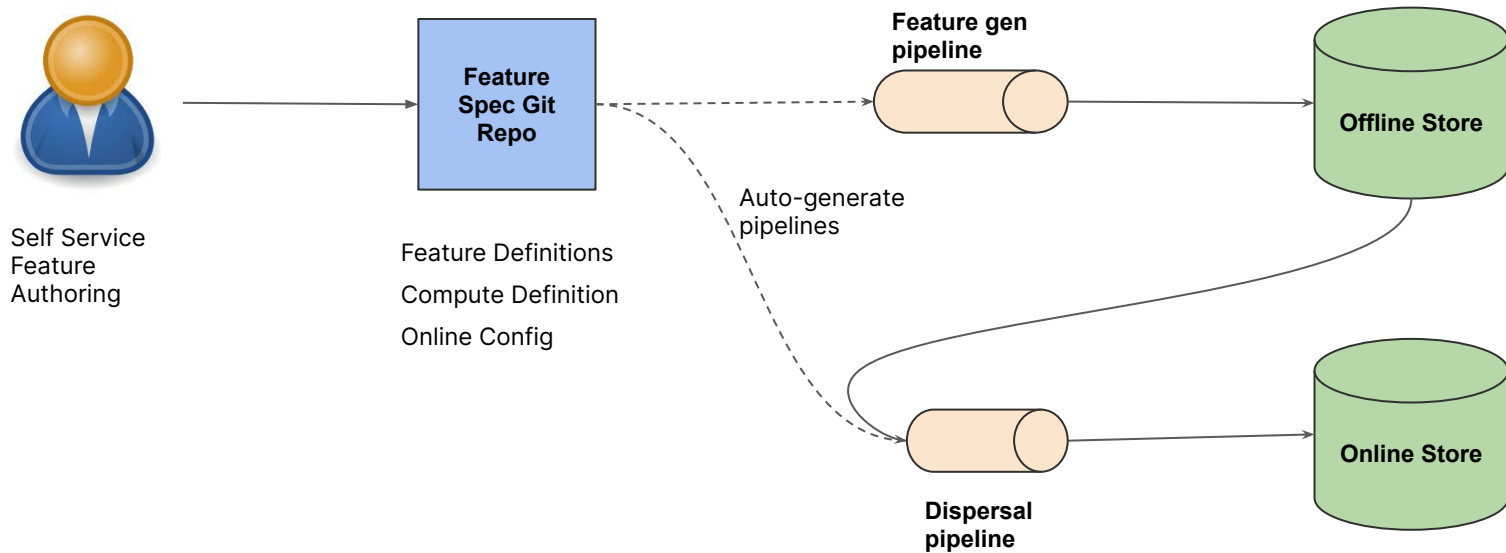 Feature gen
pipeline
Feature
Spec Git
Repo
Offline Store
Auto-generate
pipelines
Self Service
Feature
Authoring
Feature Definitions
Compute Definition
Online Config
Online Store
Dispersal
pipeline